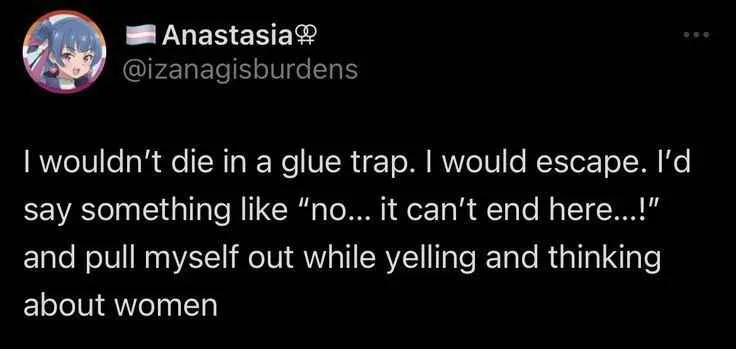 🏳️‍⚧️ Anastasia⚢
@izanagisburdens
I wouldn’t die in a glue trap. I would escape. I’d
say something like “no... it can’t end here...!”
and pull myself out while yelling and thinking
about women